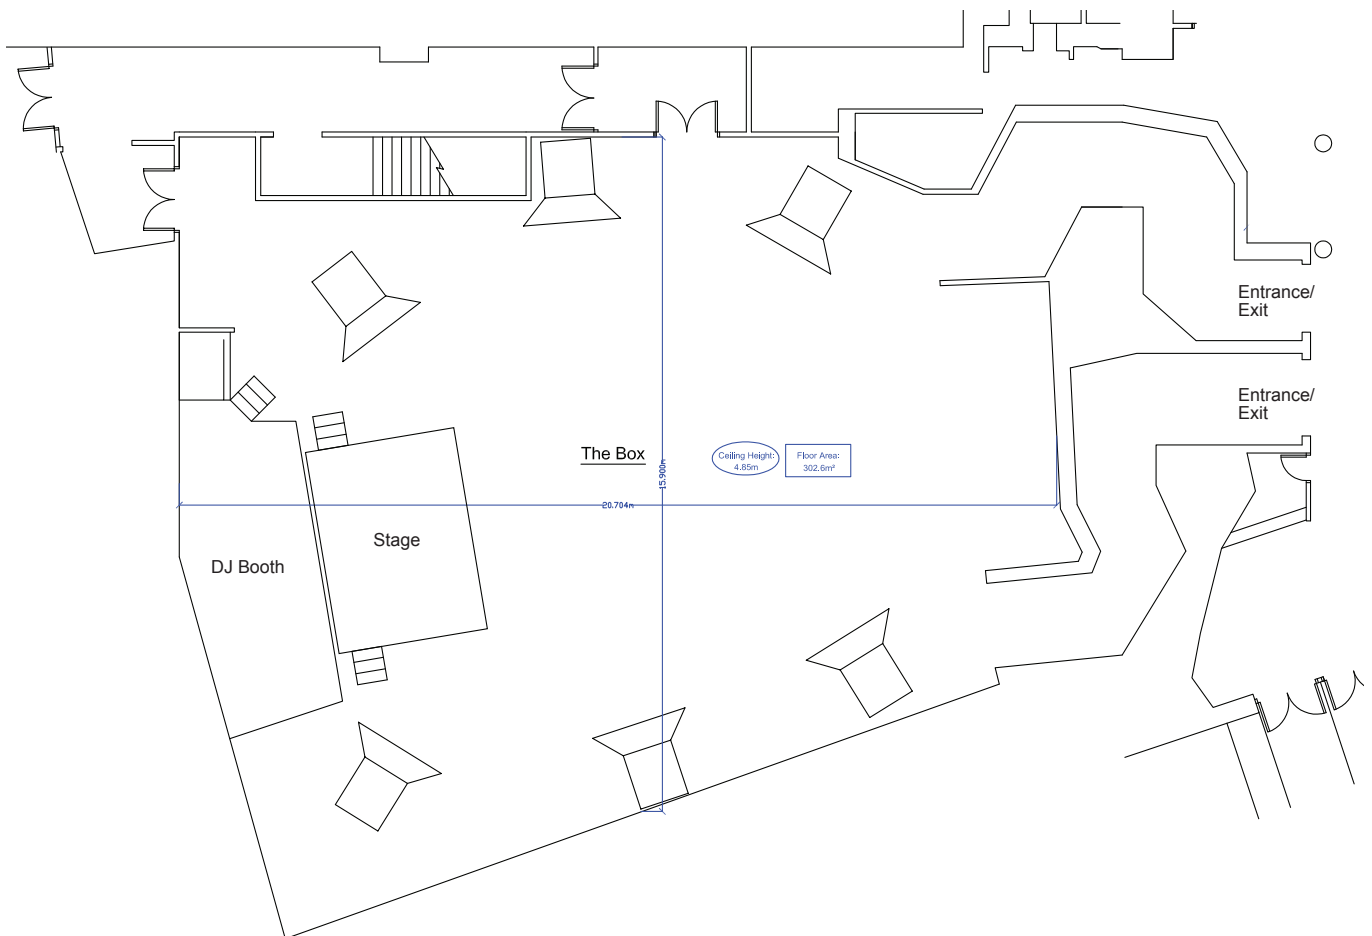 Entrance/
Exit
Entrance/
Exit
The Box
Ceiling Height:
4.85m
Floor Area:
302.6m²
15.900m
20.704m
Stage
DJ Booth